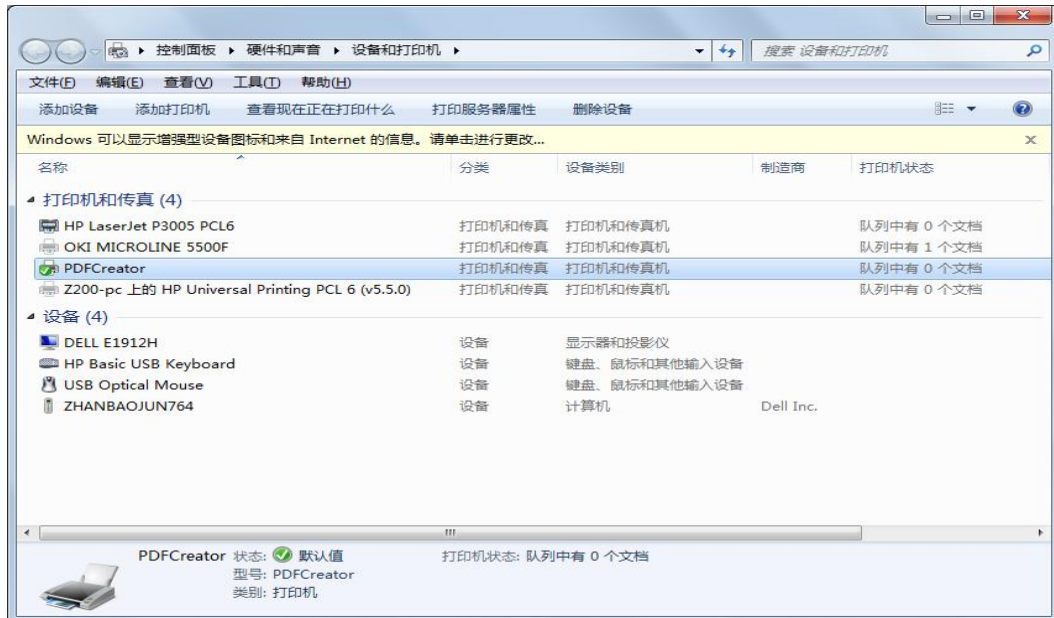 控制面板 硬件和声音 设备和打印机 搜索 设备和打印机
文件(F) 编辑(E) 查看(V) 工具(T) 帮助(H)
添加设备 添加打印机 查看现在正在打印什么 打印服务器属性 删除设备
Windows 可以显示增强型设备图标和来自 Internet 的信息。请单击进行更改...
名称 分类 设备类别 制造商 打印机状态
打印机和传真 (4)
HP LaserJet P3005 PCL6 打印机和传真 打印机和传真机 队列中有 0 个文档
OKI MICROLINE 5500F 打印机和传真 打印机和传真机 队列中有 1 个文档
PDFCreator 打印机和传真 打印机和传真机 队列中有 0 个文档
Z200-pc 上的 HP Universal Printing PCL 6 (v5.5.0) 打印机和传真 打印机和传真机 队列中有 0 个文档
设备 (4)
DELL E1912H 设备 显示器和投影仪
HP Basic USB Keyboard 设备 键盘、鼠标和其他输入设备
USB Optical Mouse 设备 键盘、鼠标和其他输入设备
ZHANBAOJUN764 设备 计算机 Dell Inc.
PDFCreator 状态: 默认值 打印机状态: 队列中有 0 个文档
型号: PDFCreator
类别: 打印机